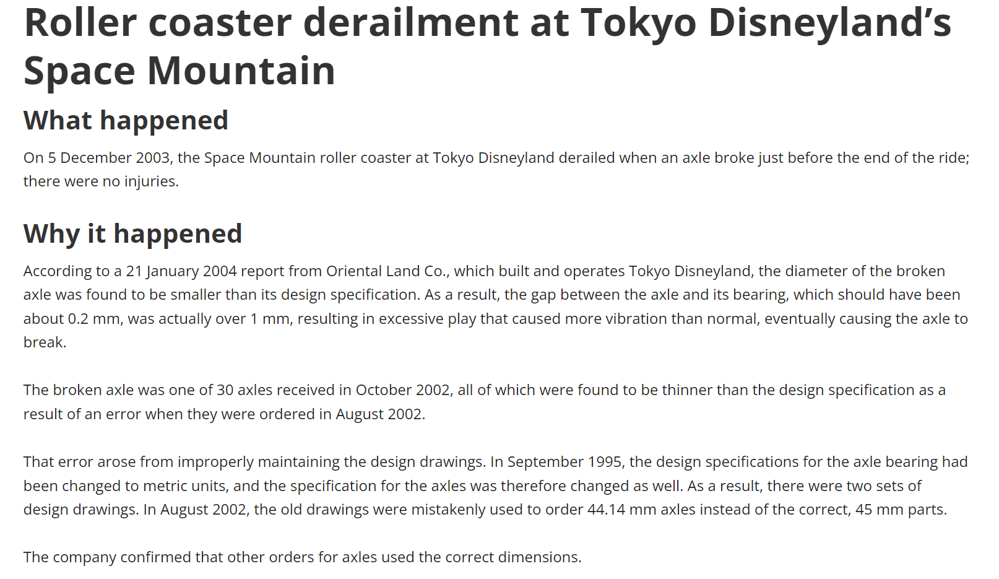 Roller coaster derailment at Tokyo Disneyland’s
Space Mountain
What happened
On 5 December 2003, the Space Mountain roller coaster at Tokyo Disneyland derailed when an axle broke just before the end of the ride;
there were no injuries.
Why it happened
According to a 21 January 2004 report from Oriental Land Co., which built and operates Tokyo Disneyland, the diameter of the broken
axle was found to be smaller than its design specification. As a result, the gap between the axle and its bearing, which should have been
about 0.2 mm, was actually over 1 mm, resulting in excessive play that caused more vibration than normal, eventually causing the axle to
break.
The broken axle was one of 30 axles received in October 2002, all of which were found to be thinner than the design specification as a
result of an error when they were ordered in August 2002.
That error arose from improperly maintaining the design drawings. In September 1995, the design specifications for the axle bearing had
been changed to metric units, and the specification for the axles was therefore changed as well. As a result, there were two sets of
design drawings. In August 2002, the old drawings were mistakenly used to order 44.14 mm axles instead of the correct, 45 mm parts.
The company confirmed that other orders for axles used the correct dimensions.